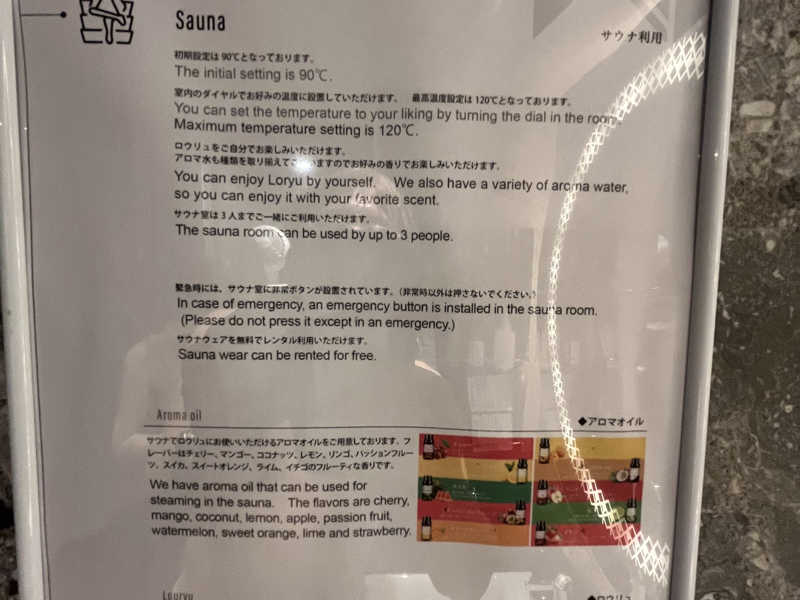 Sauna
サウナ利用
初期設定は 90℃となっております。
The initial setting is 90℃.
室内のダイヤルでお好みの温度に設置していただけます。　最高温度設定は 120℃となっております。
You can set the temperature to your liking by turning the dial in the room.
Maximum temperature setting is 120℃.
ロウリュをご自分でお楽しみいただけます。
アロマ水も種類を取り揃えてございますのでお好みの香りでお楽しみいただけます。
You can enjoy Loryu by yourself. We also have a variety of aroma water,
so you can enjoy it with your favorite scent.
サウナ室は 3 人までご一緒にご利用いただけます。
The sauna room can be used by up to 3 people.
緊急時には、サウナ室に非常ボタンが設置されています。（非常時以外は押さないでください。）
In case of emergency, an emergency button is installed in the sauna room.
(Please do not press it except in an emergency.)
サウナウェアを無料でレンタル利用いただけます。
Sauna wear can be rented for free.
Aroma oil
◆アロマオイル
サウナでロウリュにお使いいただけるアロマオイルをご用意しております。フ
レーバーはチェリー、マンゴー、ココナッツ、レモン、リンゴ、パッションフルー
ツ、スイカ、スイートオレンジ、ライム、イチゴのフルーティな香りです。
We have aroma oil that can be used for
steaming in the sauna. The flavors are cherry,
mango, coconut, lemon, apple, passion fruit,
watermelon, sweet orange, lime and strawberry.
Louryu
◆ロウリュ